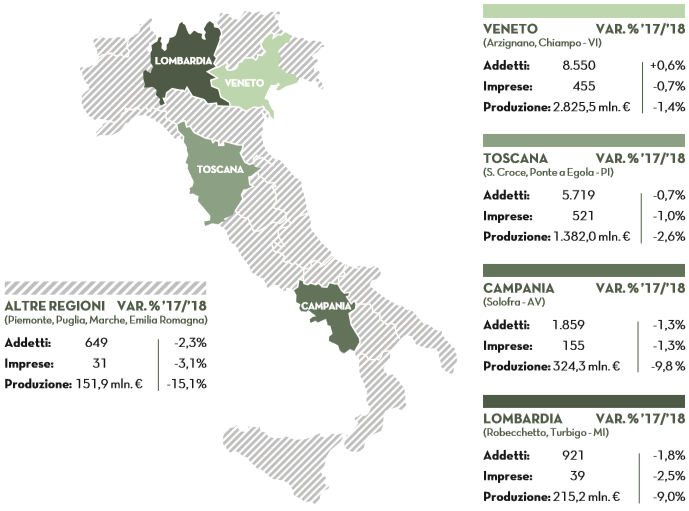 LOMBARDIA
VENETO
TOSCANA
CAMPANIA
VENETO VAR. % '17/'18
(Arzignano, Chiampo - VI)
Addetti: 8.550 +0,6%
Imprese: 455 -0,7%
Produzione: 2.825,5 mln. € -1,4%
TOSCANA VAR. % '17/'18
(S. Croce, Ponte a Egola - PI)
Addetti: 5.719 -0,7%
Imprese: 521 -1,0%
Produzione: 1.382,0 mln. € -2,6%
CAMPANIA VAR. % '17/'18
(Solofra - AV)
Addetti: 1.859 -1,3%
Imprese: 155 -1,3%
Produzione: 324,3 mln. € -9,8 %
LOMBARDIA VAR. % '17/'18
(Robecchetto, Turbigo - MI)
Addetti: 921 -1,8%
Imprese: 39 -2,5%
Produzione: 215,2 mln. € -9,0%
ALTRE REGIONI VAR. % '17/'18
(Piemonte, Puglia, Marche, Emilia Romagna)
Addetti: 649 -2,3%
Imprese: 31 -3,1%
Produzione: 151,9 mln. € -15,1%